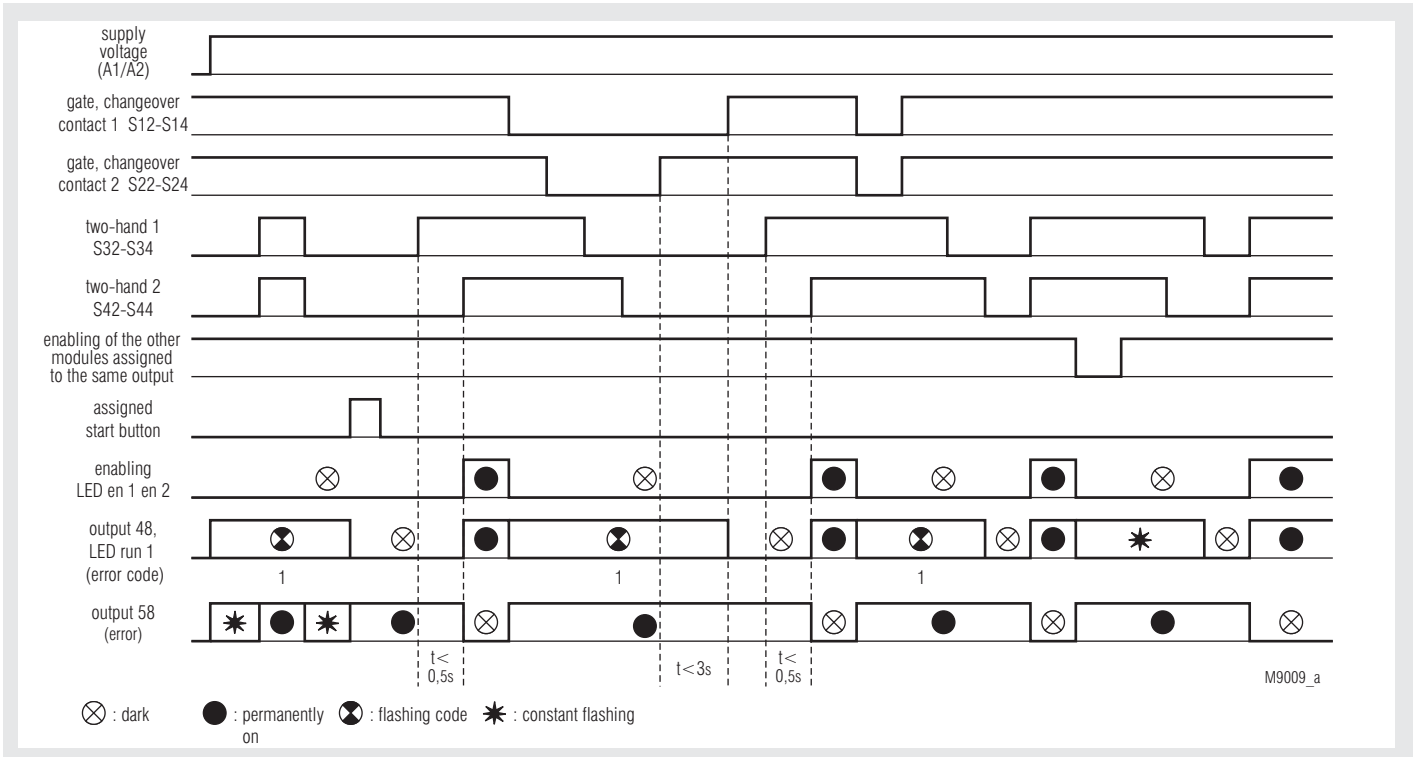 supply
voltage
(A1/A2)
gate, changeover
contact 1 S12-S14
gate, changeover
contact 2 S22-S24
two-hand 1
S32-S34
two-hand 2
S42-S44
enabling of the other
modules assigned
to the same output
assigned
start button
enabling
LED en 1 en 2
output 48,
LED run 1
(error code)
1
1
1
output 58
(error)
t<
0,5s
t<3s
t<
0,5s
M9009_a
: dark
: permanently
on
: flashing code
: constant flashing